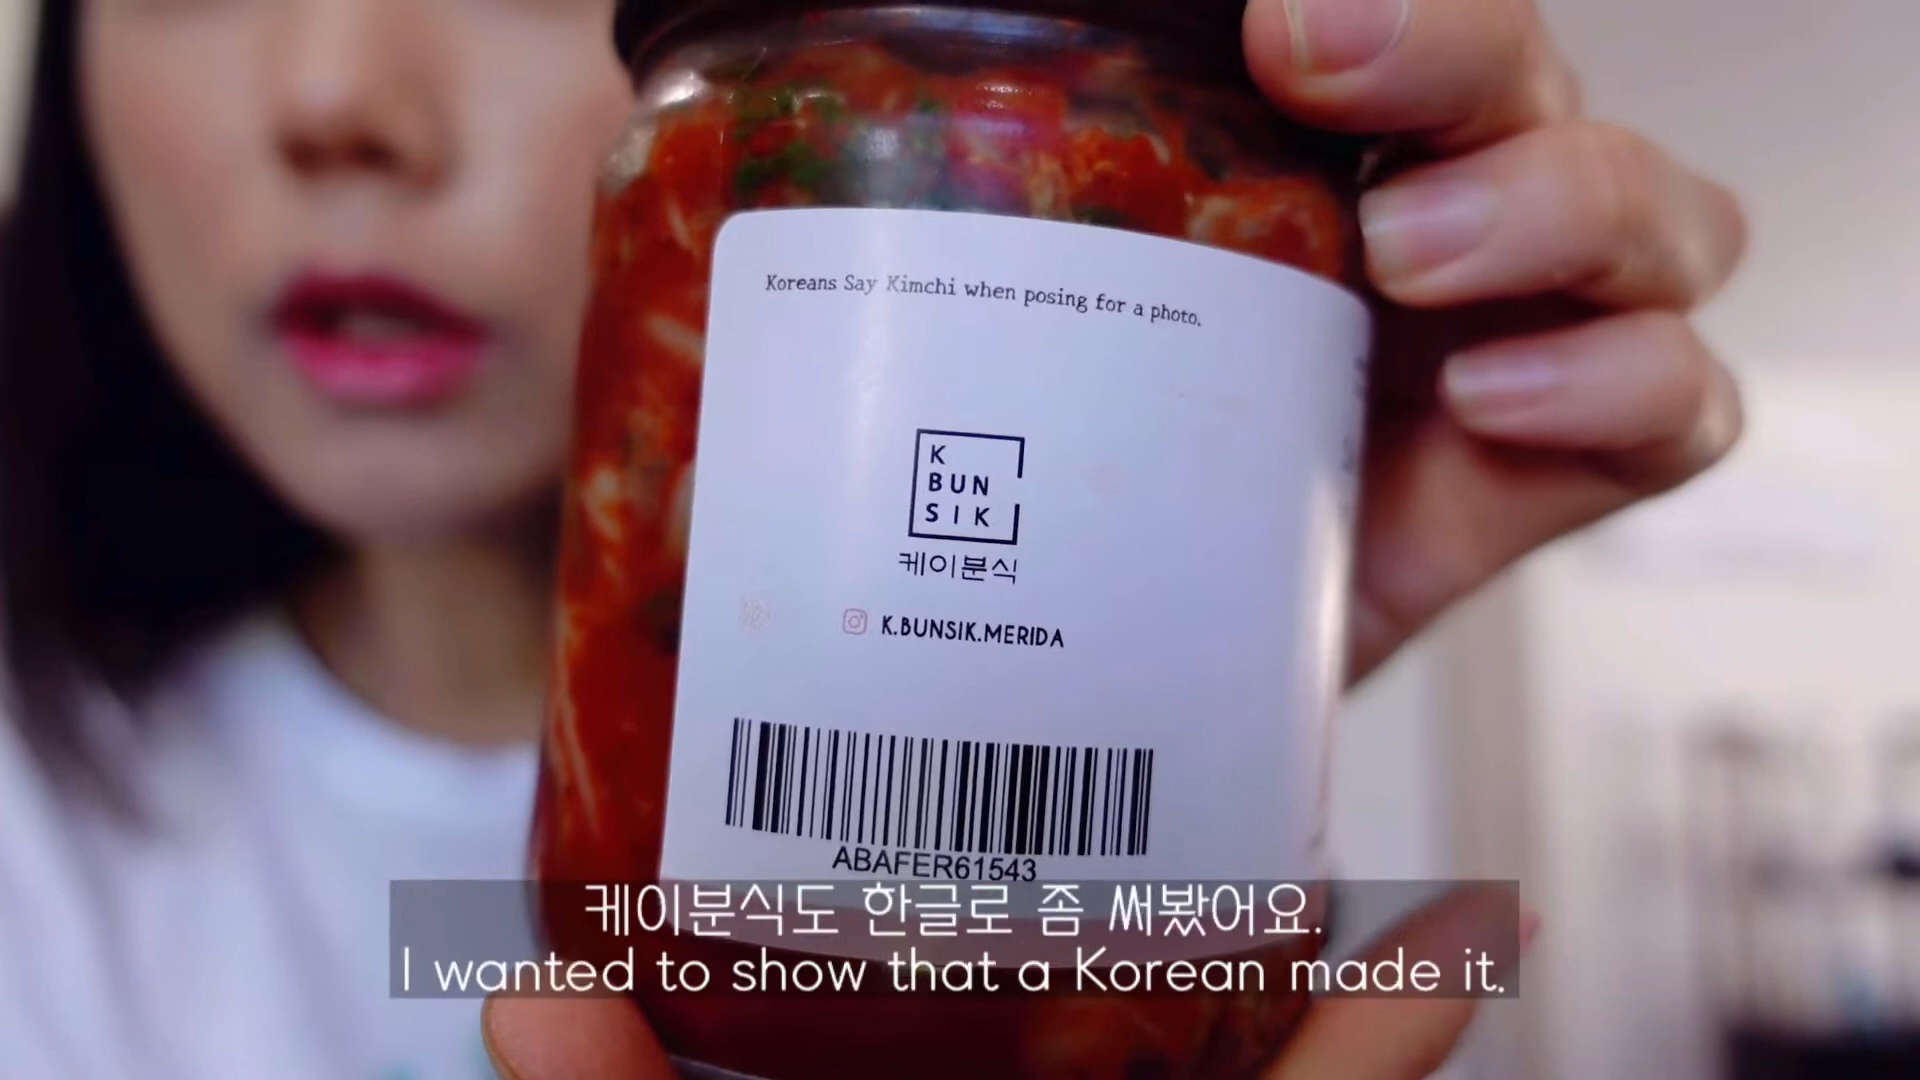 Koreans Say Kimchi when posing for a photo.
K
BUN
SIK
케이분식
K.BUNSIK.MERIDA
ABAFER61543
케이분식도 한글로 좀 써봤어요.
I wanted to show that a Korean made it.